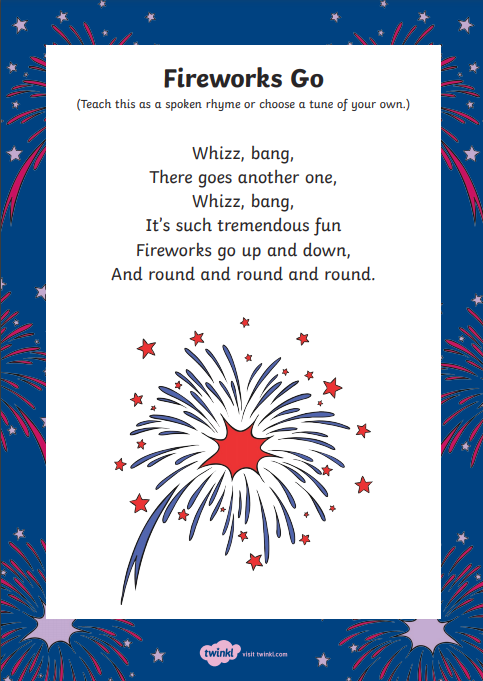 Fireworks Go
(Teach this as a spoken rhyme or choose a tune of your own.)
Whizz, bang,
There goes another one,
Whizz, bang,
It's such tremendous fun
Fireworks go up and down,
And round and round and round.
twinkl visit twinkl.com